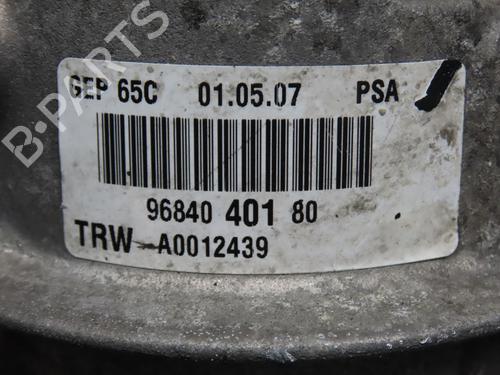 B-PARTS
GEP 65C 01.05.07 PSA
96840 401 80
TRW A0012439